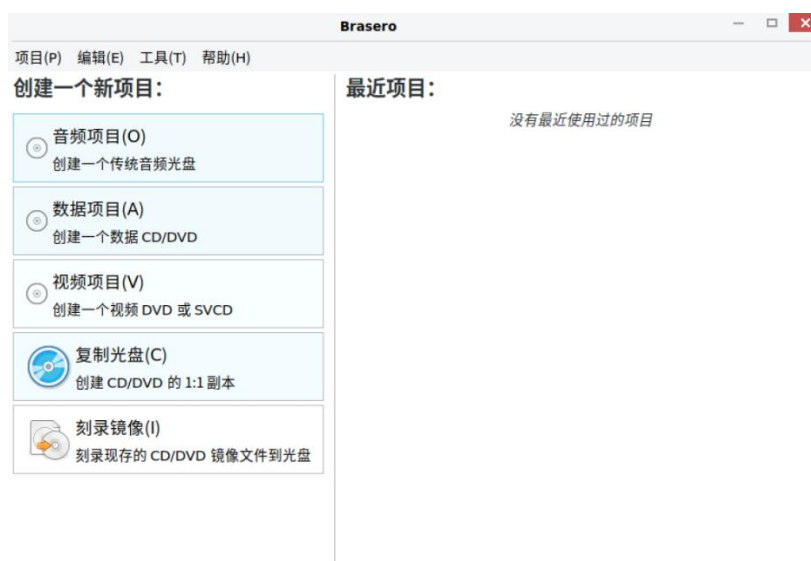 Brasero
项目(P) 编辑(E) 工具(T) 帮助(H)
创建一个新项目：
音频项目(O)
创建一个传统音频光盘
数据项目(A)
创建一个数据 CD/DVD
视频项目(V)
创建一个视频 DVD 或 SVCD
复制光盘(C)
创建 CD/DVD 的 1:1 副本
刻录镜像(I)
刻录现存的 CD/DVD 镜像文件到光盘
最近项目：
没有最近使用过的项目